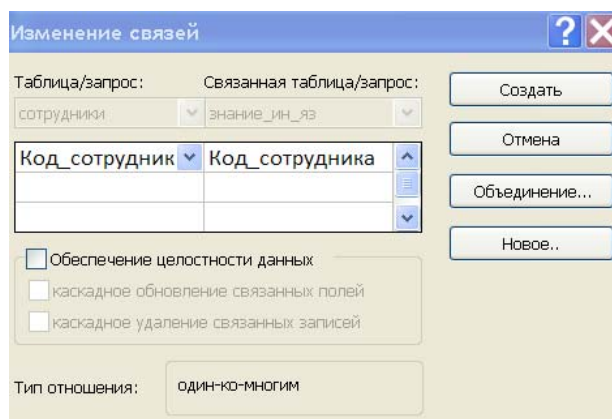 Изменение связей
Таблица/запрос: Связанная таблица/запрос:
сотрудники знание_ин_яз
Код_сотрудник Код_сотрудника
Обеспечение целостности данных
каскадное обновление связанных полей
каскадное удаление связанных записей
Тип отношения: один-ко-многим
Создать
Отмена
Объединение...
Новое..